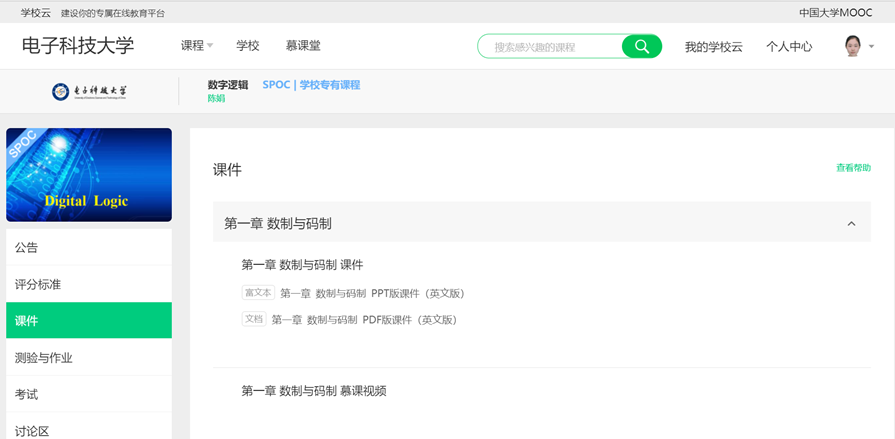 学校云 建设你的专属在线教育平台 中国大学MOOC
电子科技大学 课程 学校 慕课堂 搜索感兴趣的课程 我的学校云 个人中心
电子科技大学 数字逻辑 SPOC | 学校专有课程
陈娟
SPOC
Digital Logic
公告
评分标准
课件
测验与作业
考试
讨论区
课件 查看帮助
第一章 数制与码制
第一章 数制与码制 课件
富文本 第一章 数制与码制 PPT版课件（英文版）
文档 第一章 数制与码制 PDF版课件（英文版）
第一章 数制与码制 慕课视频